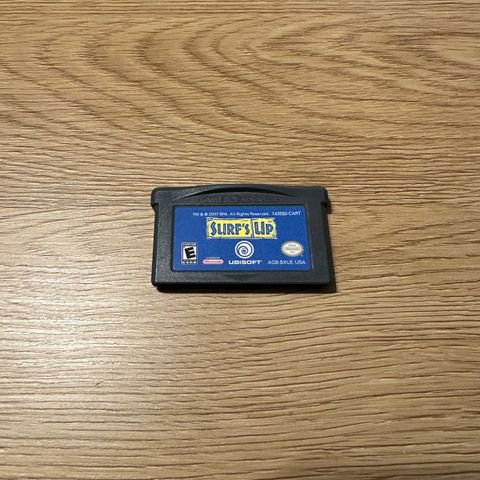 TM & © 2007 SPA. All Rights Reserved. 143550-CART
SURF'S UP
E
UBISOFT
AGB-BXUE-USA